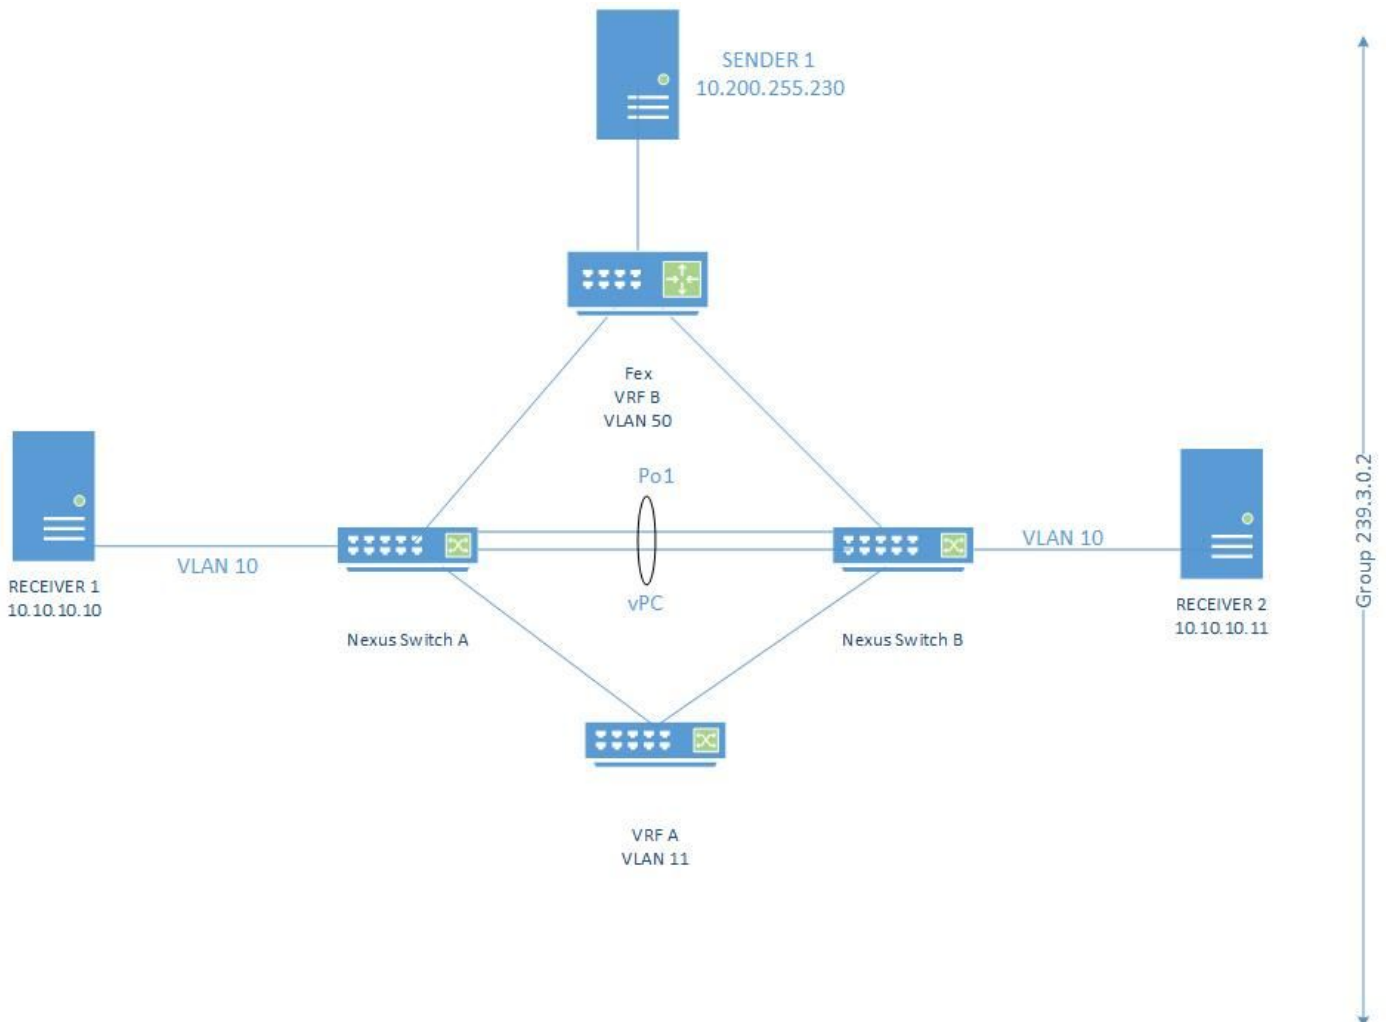 SENDER 1
10.200.255.230
Fex
VRF B
VLAN 50
Po1
vPC
VLAN 10
VLAN 10
RECEIVER 1
10.10.10.10
Nexus Switch A
Nexus Switch B
RECEIVER 2
10.10.10.11
VRF A
VLAN 11
Group 239.3.0.2